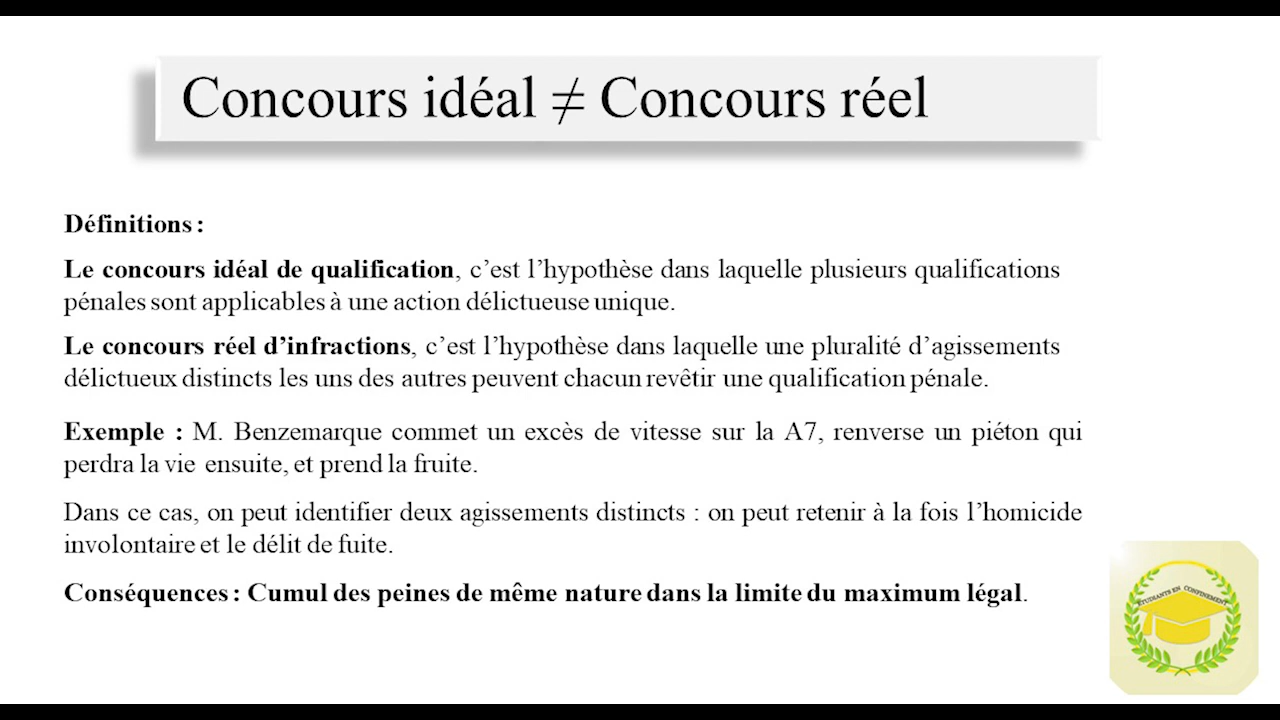 Concours idéal ≠ Concours réel
Définitions :
Le concours idéal de qualification, c’est l’hypothèse dans laquelle plusieurs qualifications
pénales sont applicables à une action délictueuse unique.
Le concours réel d’infractions, c’est l’hypothèse dans laquelle une pluralité d’agissements
délictueux distincts les uns des autres peuvent chacun revêtir une qualification pénale.
Exemple : M. Benzemarque commet un excès de vitesse sur la A7, renverse un piéton qui
perdra la vie ensuite, et prend la fruite.
Dans ce cas, on peut identifier deux agissements distincts : on peut retenir à la fois l’homicide
involontaire et le délit de fuite.
Conséquences : Cumul des peines de même nature dans la limite du maximum légal.
ETUDIANTS EN CONFINEMENT